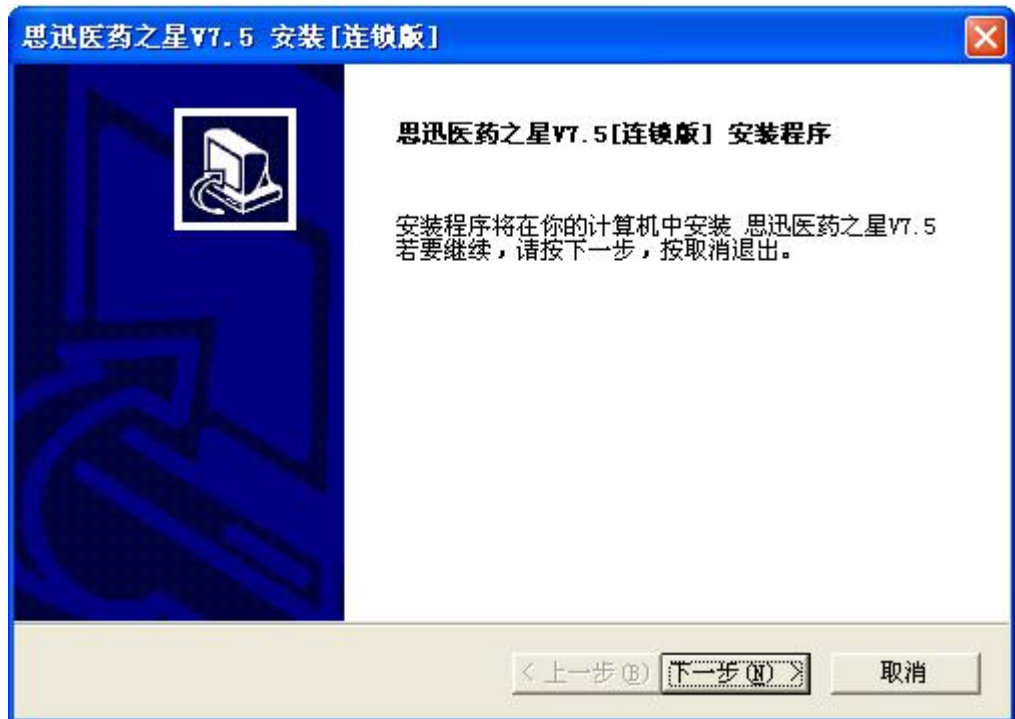 思迅医药之星V7.5 安装[连锁版]
思迅医药之星V7.5[连锁版] 安装程序
安装程序将在你的计算机中安装 思迅医药之星V7.5
若要继续，请按下一步，按取消退出。
< 上一步(B) 下一步(N) > 取消